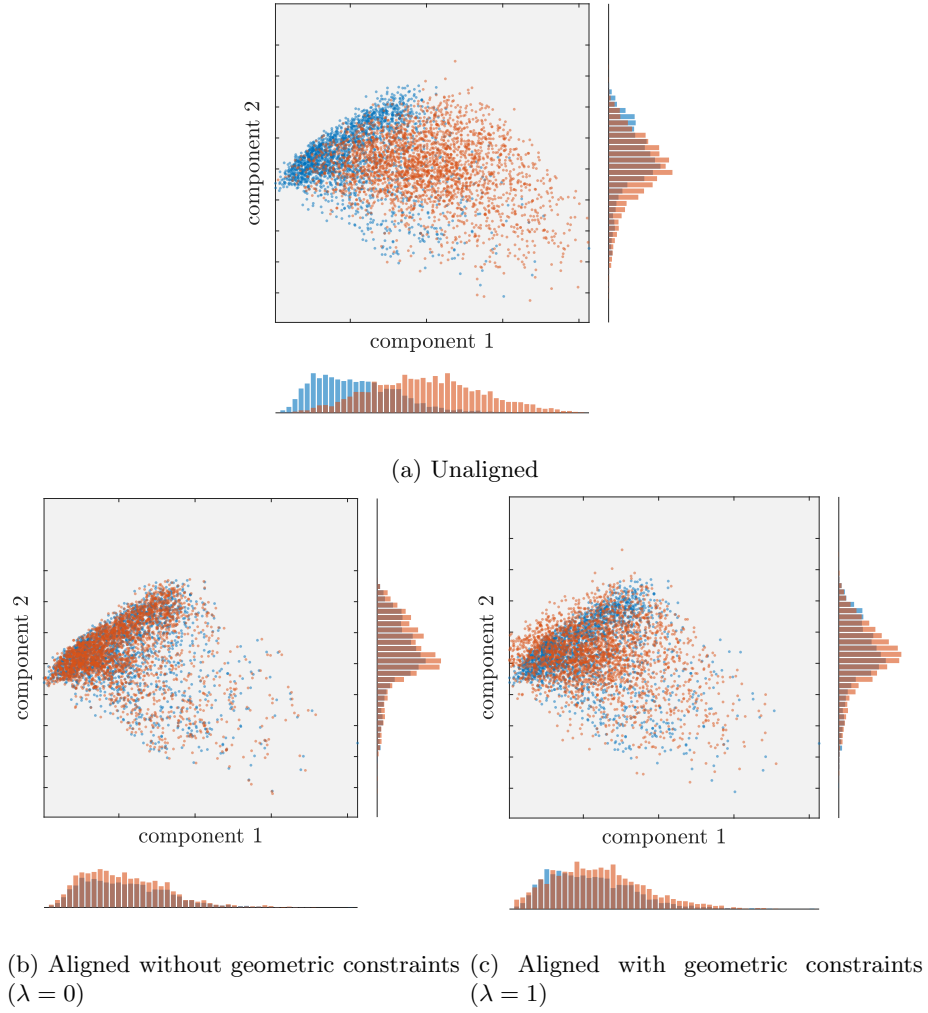 component 2
component 1
(a) Unaligned
component 2
component 1
component 2
component 1
(b) Aligned without geometric constraints
(λ = 0)
(c) Aligned with geometric constraints
(λ = 1)